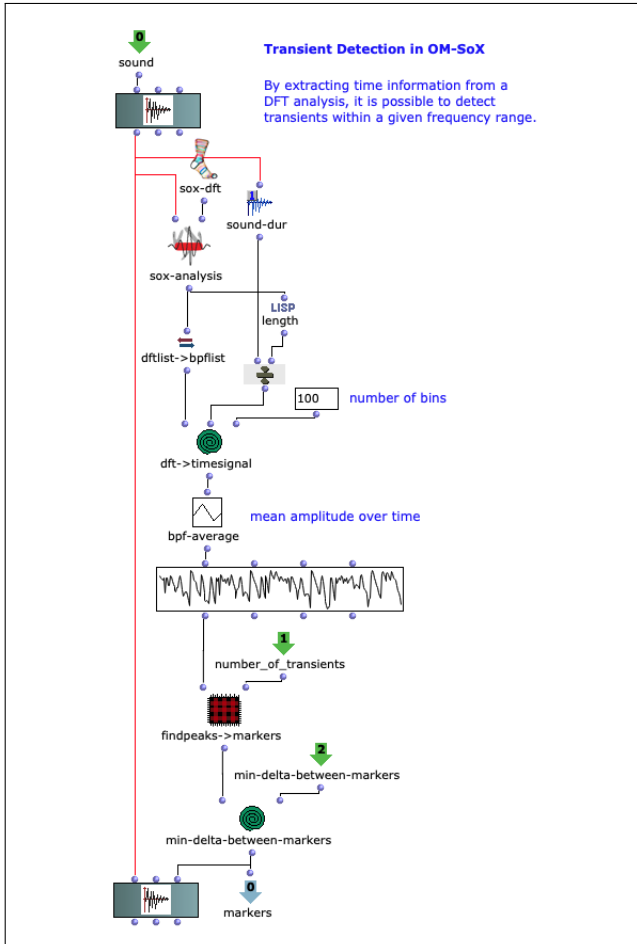 0
Transient Detection in OM-SoX
sound
By extracting time information from a
DFT analysis, it is possible to detect
transients within a given frequency range.
sox-dft
1
sound-dur
sox-analysis
LISP
length
dftlist->bpflist
100
number of bins
dft->timesignal
mean amplitude over time
bpf-average
1
number_of_transients
findpeaks->markers
2
min-delta-between-markers
min-delta-between-markers
0
markers